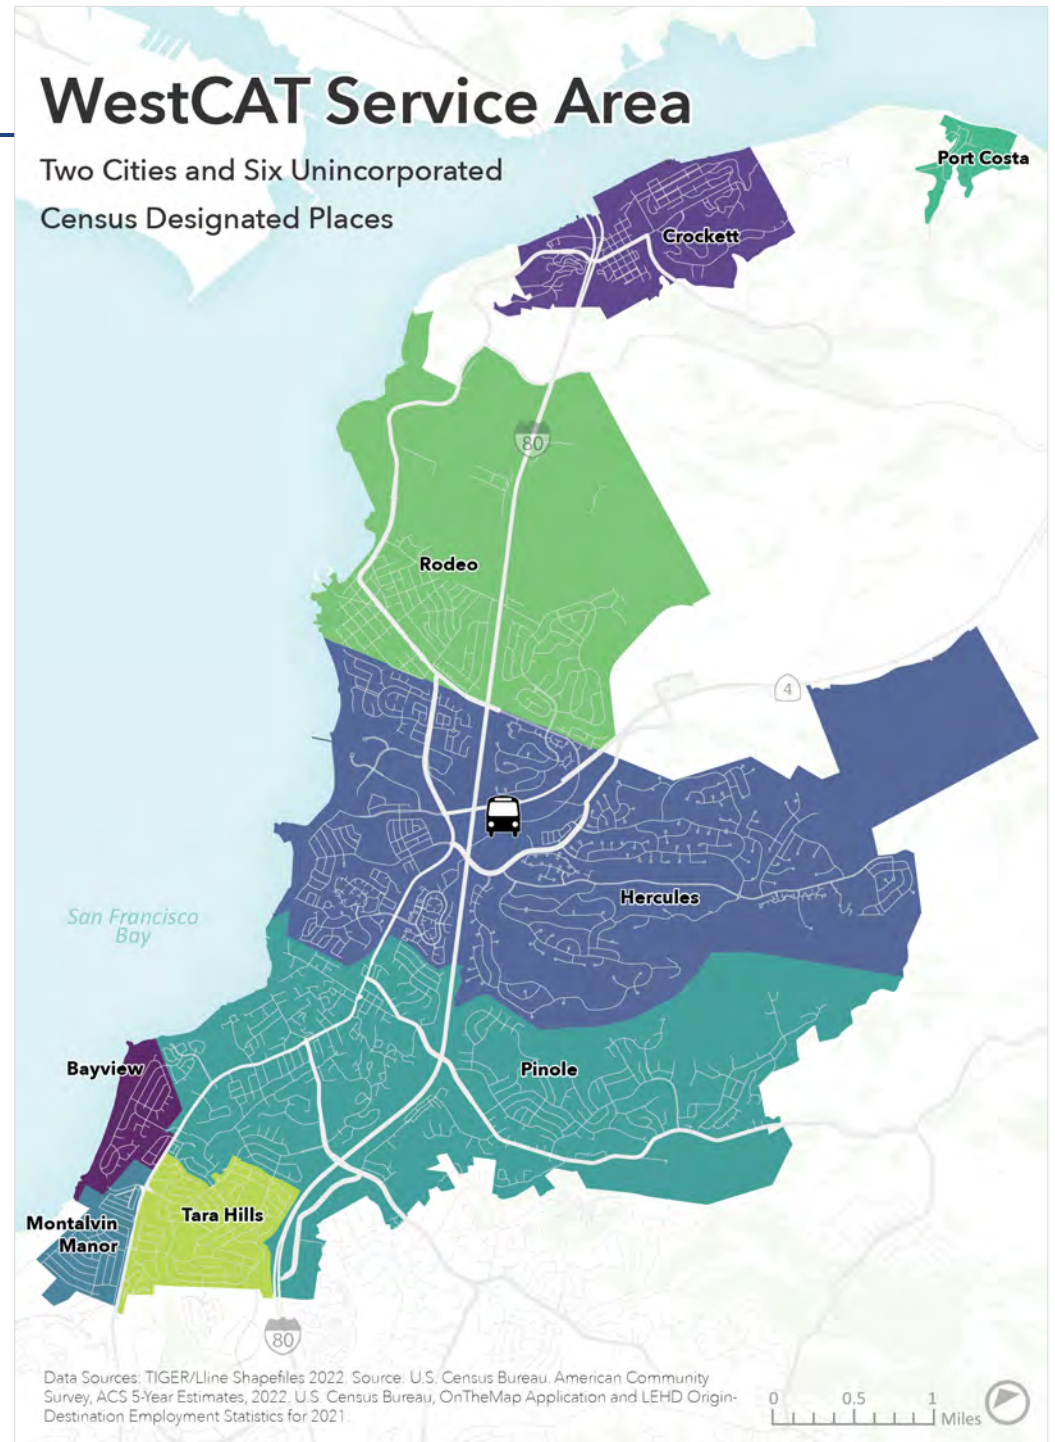 WestCAT Service Area
Two Cities and Six Unincorporated
Census Designated Places
Port Costa
Crockett
80
Rodeo
4
Hercules
San Francisco
Bay
Bayview
Pinole
Tara Hills
Montalvin
Manor
80
Data Sources: TIGER/Lline Shapefiles 2022. Source: U.S. Census Bureau. American Community
Survey, ACS 5-Year Estimates, 2022. U.S. Census Bureau, OnTheMap Application and LEHD Origin-
Destination Employment Statistics for 2021.
0 0.5 1
Miles